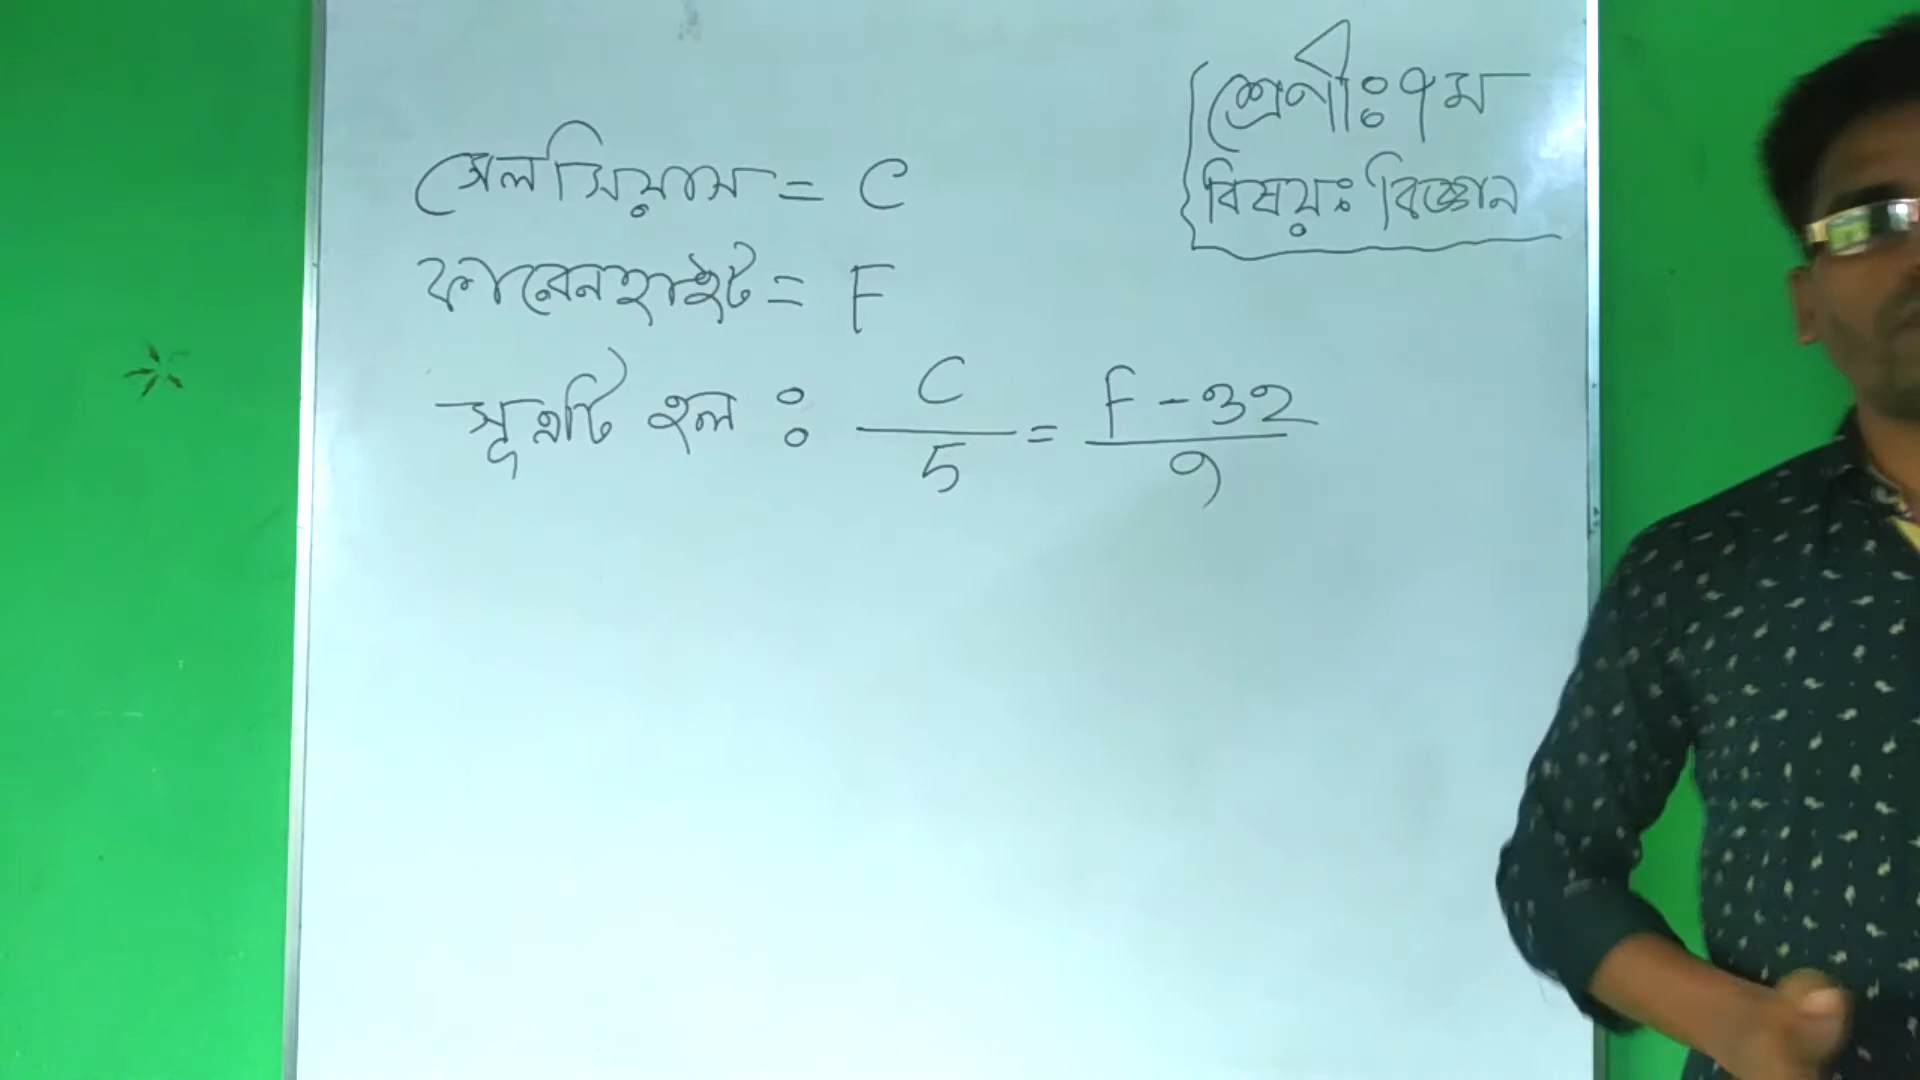 শ্রেণীঃ ৭ম
বিষয়ঃ বিজ্ঞান
সেলসিয়াস = C
ফারেনহাইট = F
সূত্রটি হল : C/5 = F-32/9